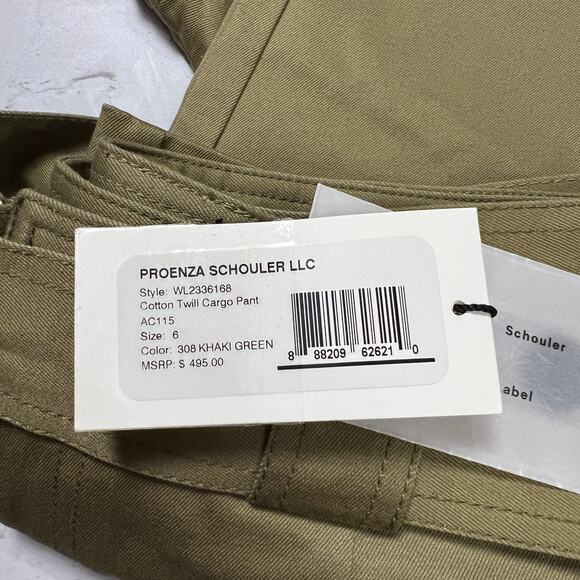 PROENZA SCHOULER LLC
Style: WL2336168
Cotton Twill Cargo Pant
AC115
Size: 6
Color: 308 KHAKI GREEN
MSRP: $ 495.00
8 88209 62621 0
Schouler
abel